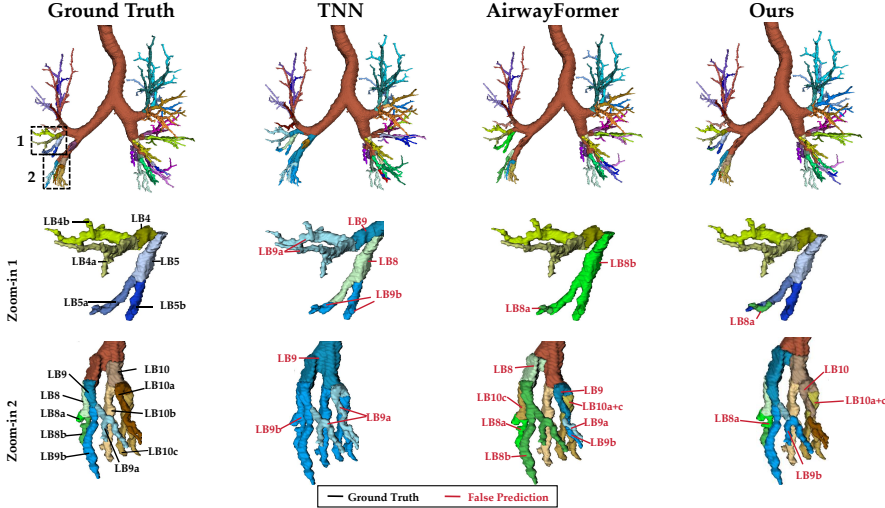 Ground Truth
TNN
AirwayFormer
Ours
1
2
Zoom-in 1
LB4b
LB4
LB4a
LB5
LB5a
LB5b
LB9
LB9a
LB8
LB9b
LB8b
LB8a
LB8a
Zoom-in 2
LB9
LB10
LB8
LB10a
LB8a
LB10b
LB8b
LB9b
LB9a
LB10c
LB9
LB9b
LB9a
LB8
LB9
LB10c
LB10a+c
LB8a
LB9a
LB9b
LB8b
LB10
LB10a+c
LB8a
LB9b
Ground Truth
False Prediction